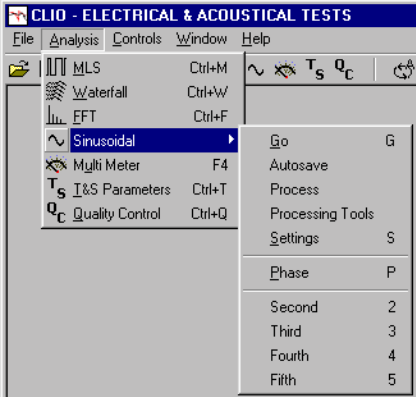 CLIO - ELECTRICAL & ACOUSTICAL TESTS
File Analysis Controls Window Help
MLS Ctrl+M
Waterfall Ctrl+W
FFT Ctrl+F
Sinusoidal
Multi Meter F4
T&S Parameters Ctrl+T
Quality Control Ctrl+Q
TS QC
Go G
Autosave
Process
Processing Tools
Settings S
Phase P
Second 2
Third 3
Fourth 4
Fifth 5